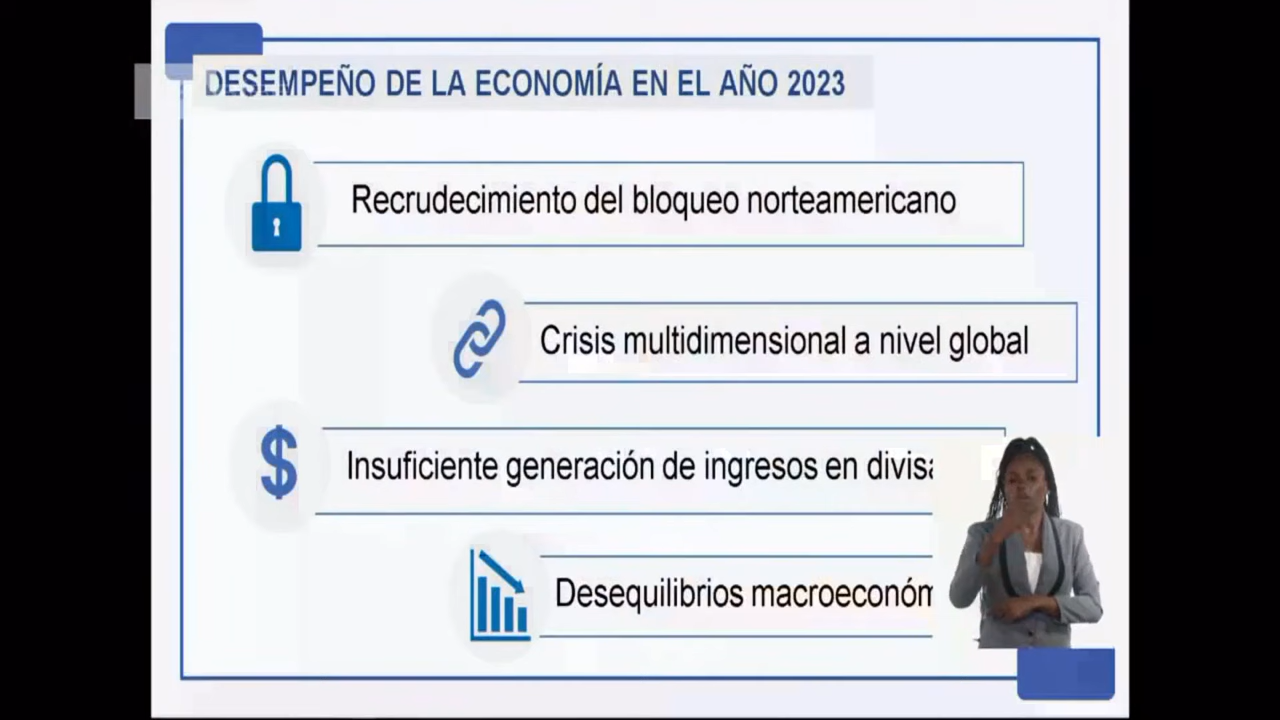 DESEMPEÑO DE LA ECONOMÍA EN EL AÑO 2023
Recrudecimiento del bloqueo norteamericano
Crisis multidimensional a nivel global
$ Insuficiente generación de ingresos en divisa
Desequilibrios macroeconóm